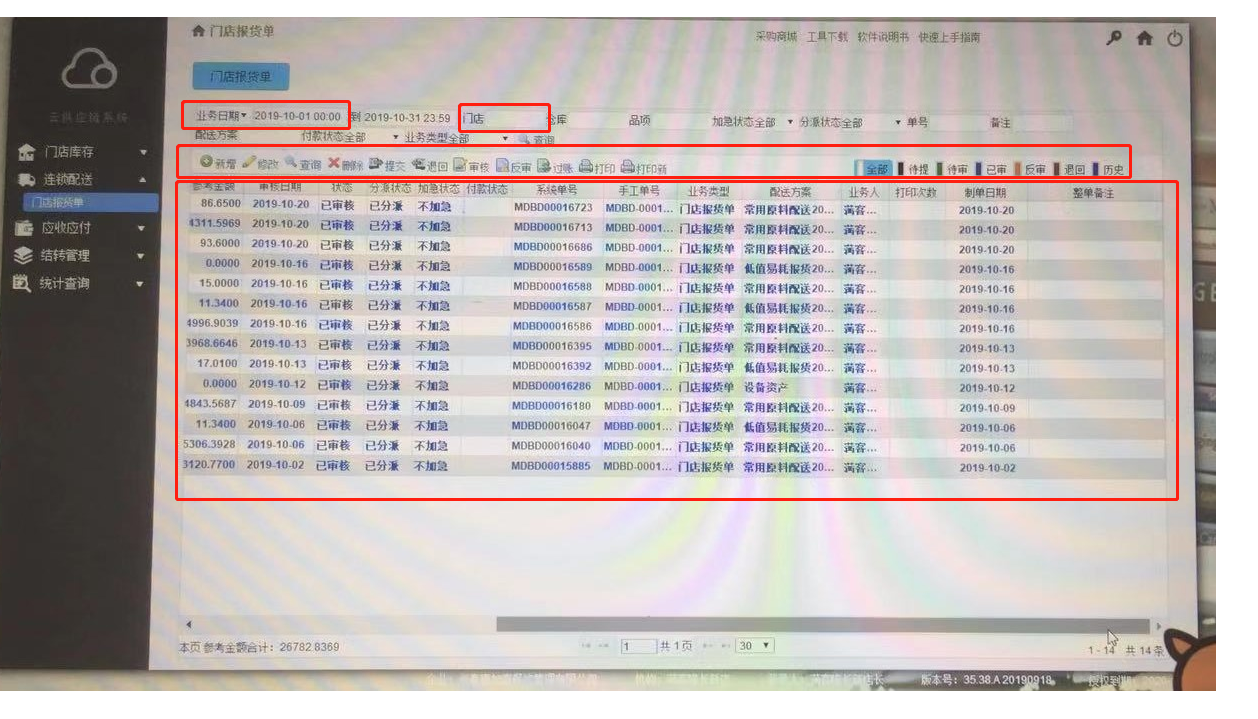 门店报货单
采购商城 工具下载 软件说明书 快速上手指南
门店报货单
云供应链系统
业务日期 2019-10-01 00:00 到 2019-10-31 23:59 门店 仓库 品项 加急状态全部 分派状态全部 单号 备注
配送方案 付款状态全部 业务类型全部 查询
新增 修改 查询 删除 提交 退回 审核 反审 过账 打印 打印新 全部 待提 待审 已审 反审 退回 历史
门店库存
连锁配送
门店报货单
应收应付
结转管理
统计查询
参考金额 审核日期 状态 分派状态 加急状态 付款状态 系统单号 手工单号 业务类型 配送方案 业务人 打印次数 制单日期 整单备注
86.6500 2019-10-20 已审核 已分派 不加急 MDBD00016723 MDBD-0001... 门店报货单 常用原料配送20... 满客... 2019-10-20
4311.5969 2019-10-20 已审核 已分派 不加急 MDBD00016713 MDBD-0001... 门店报货单 常用原料配送20... 满客... 2019-10-20
93.6000 2019-10-20 已审核 已分派 不加急 MDBD00016686 MDBD-0001... 门店报货单 常用原料配送20... 满客... 2019-10-20
0.0000 2019-10-16 已审核 已分派 不加急 MDBD00016589 MDBD-0001... 门店报货单 低值易耗报货20... 满客... 2019-10-16
15.0000 2019-10-16 已审核 已分派 不加急 MDBD00016588 MDBD-0001... 门店报货单 常用原料配送20... 满客... 2019-10-16
11.3400 2019-10-16 已审核 已分派 不加急 MDBD00016587 MDBD-0001... 门店报货单 低值易耗报货20... 满客... 2019-10-16
4996.9039 2019-10-16 已审核 已分派 不加急 MDBD00016586 MDBD-0001... 门店报货单 常用原料配送20... 满客... 2019-10-16
3968.6646 2019-10-13 已审核 已分派 不加急 MDBD00016395 MDBD-0001... 门店报货单 常用原料配送20... 满客... 2019-10-13
17.0100 2019-10-13 已审核 已分派 不加急 MDBD00016392 MDBD-0001... 门店报货单 低值易耗报货20... 满客... 2019-10-13
0.0000 2019-10-12 已审核 已分派 不加急 MDBD00016286 MDBD-0001... 门店报货单 设备资产 满客... 2019-10-12
4843.5687 2019-10-09 已审核 已分派 不加急 MDBD00016180 MDBD-0001... 门店报货单 常用原料配送20... 满客... 2019-10-09
11.3400 2019-10-06 已审核 已分派 不加急 MDBD00016047 MDBD-0001... 门店报货单 低值易耗报货20... 满客... 2019-10-06
5306.3928 2019-10-06 已审核 已分派 不加急 MDBD00016040 MDBD-0001... 门店报货单 常用原料配送20... 满客... 2019-10-06
3120.7700 2019-10-02 已审核 已分派 不加急 MDBD00015885 MDBD-0001... 门店报货单 常用原料配送20... 满客... 2019-10-02
本页 参考金额合计: 26782.8369 1 共 1 页 30 1 - 14 共 14 条
版本号: 35.38.A.20190918